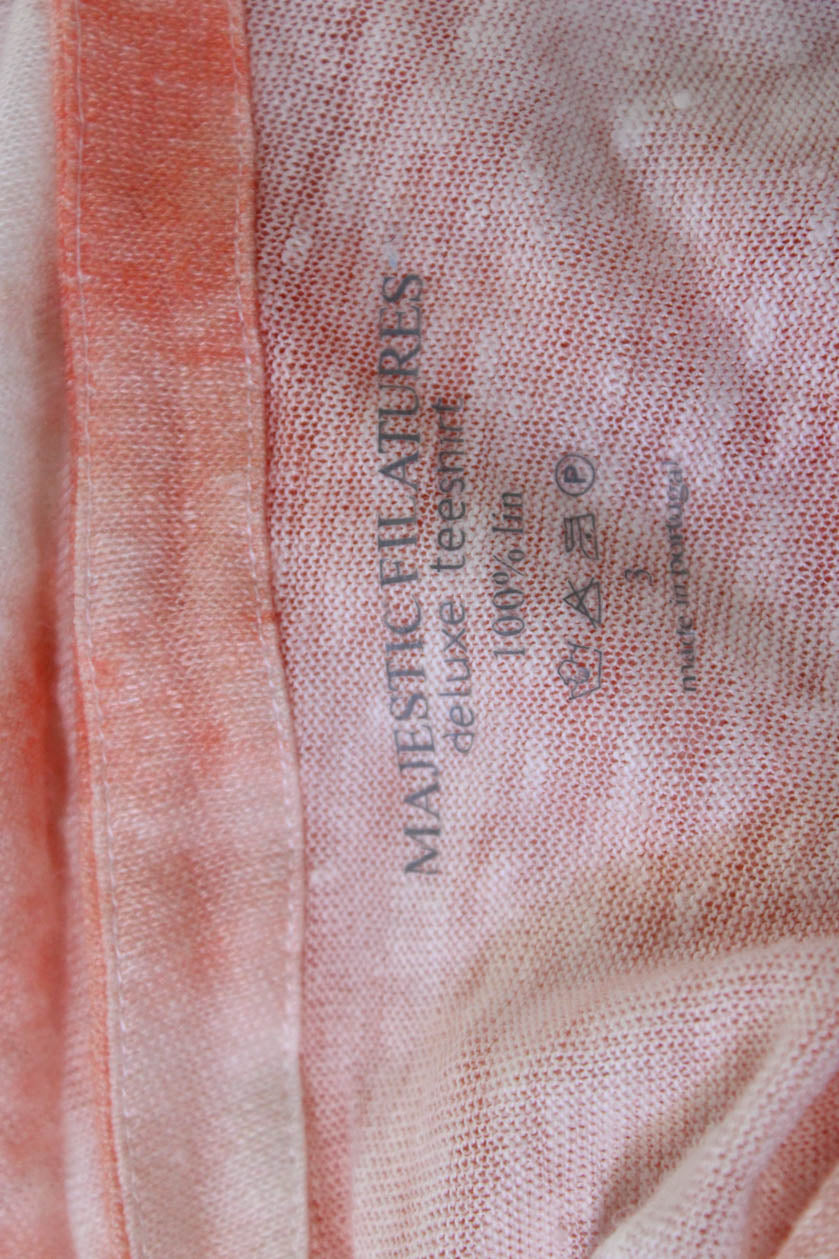 MAJESTIC FILATURES
deluxe teeshirt
100% lin
P
3
made in portugal